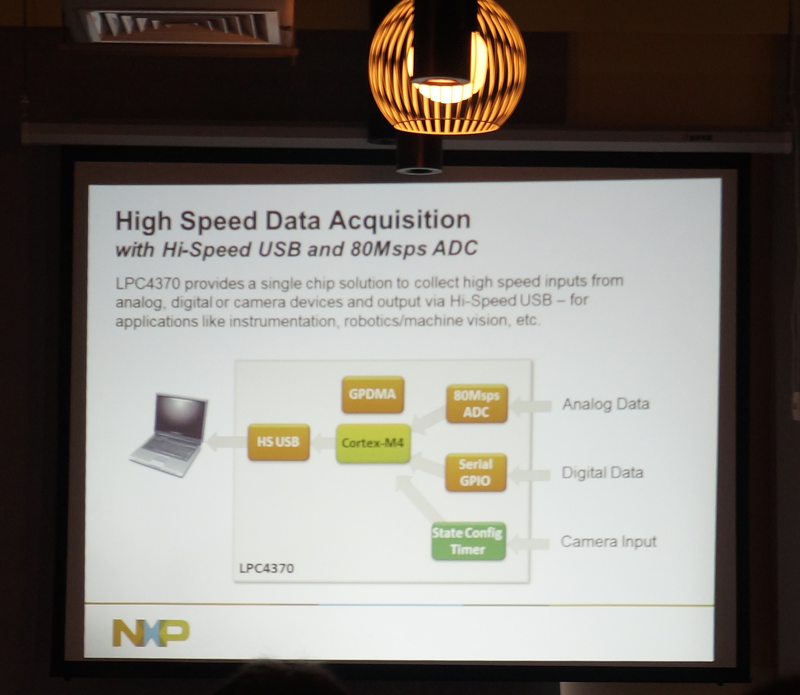 High Speed Data Acquisition
with Hi-Speed USB and 80Msps ADC
LPC4370 provides a single chip solution to collect high speed inputs from
analog, digital or camera devices and output via Hi-Speed USB – for
applications like instrumentation, robotics/machine vision, etc.
GPDMA
80Msps
ADC
Analog Data
HS USB
Cortex-M4
Serial
GPIO
Digital Data
State Config
Timer
Camera Input
LPC4370
NXP